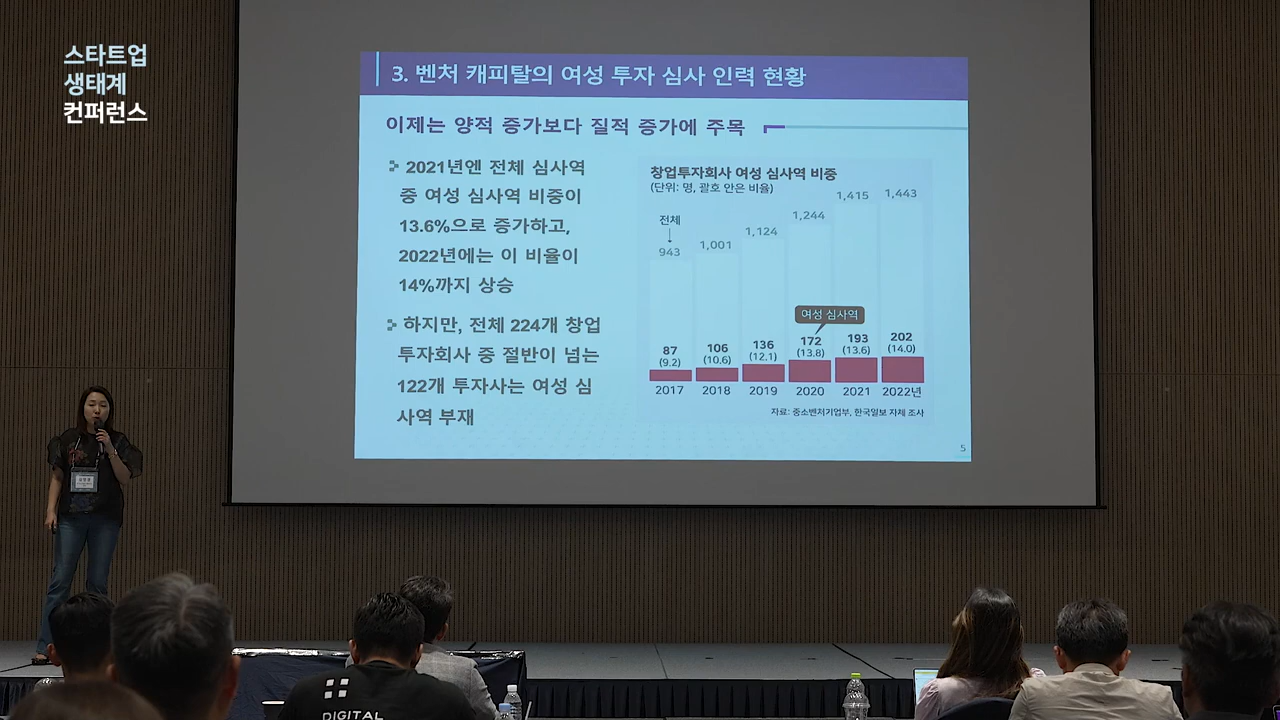 스타트업
생태계
컨퍼런스
3. 벤처 캐피탈의 여성 투자 심사 인력 현황
이제는 양적 증가보다 질적 증가에 주목
2021년엔 전체 심사역
중 여성 심사역 비중이
13.6%으로 증가하고,
2022년에는 이 비율이
14%까지 상승
하지만, 전체 224개 창업
투자회사 중 절반이 넘는
122개 투자사는 여성 심
사역 부재
창업투자회사 여성 심사역 비중
(단위: 명, 괄호 안은 비율)
전체
943 1,001 1,124 1,244 1,415 1,443
여성 심사역
87 106 136 172 193 202
(9.2) (10.6) (12.1) (13.8) (13.6) (14.0)
2017 2018 2019 2020 2021 2022년
자료: 중소벤처기업부, 한국일보 자체 조사
5
DIGITAL